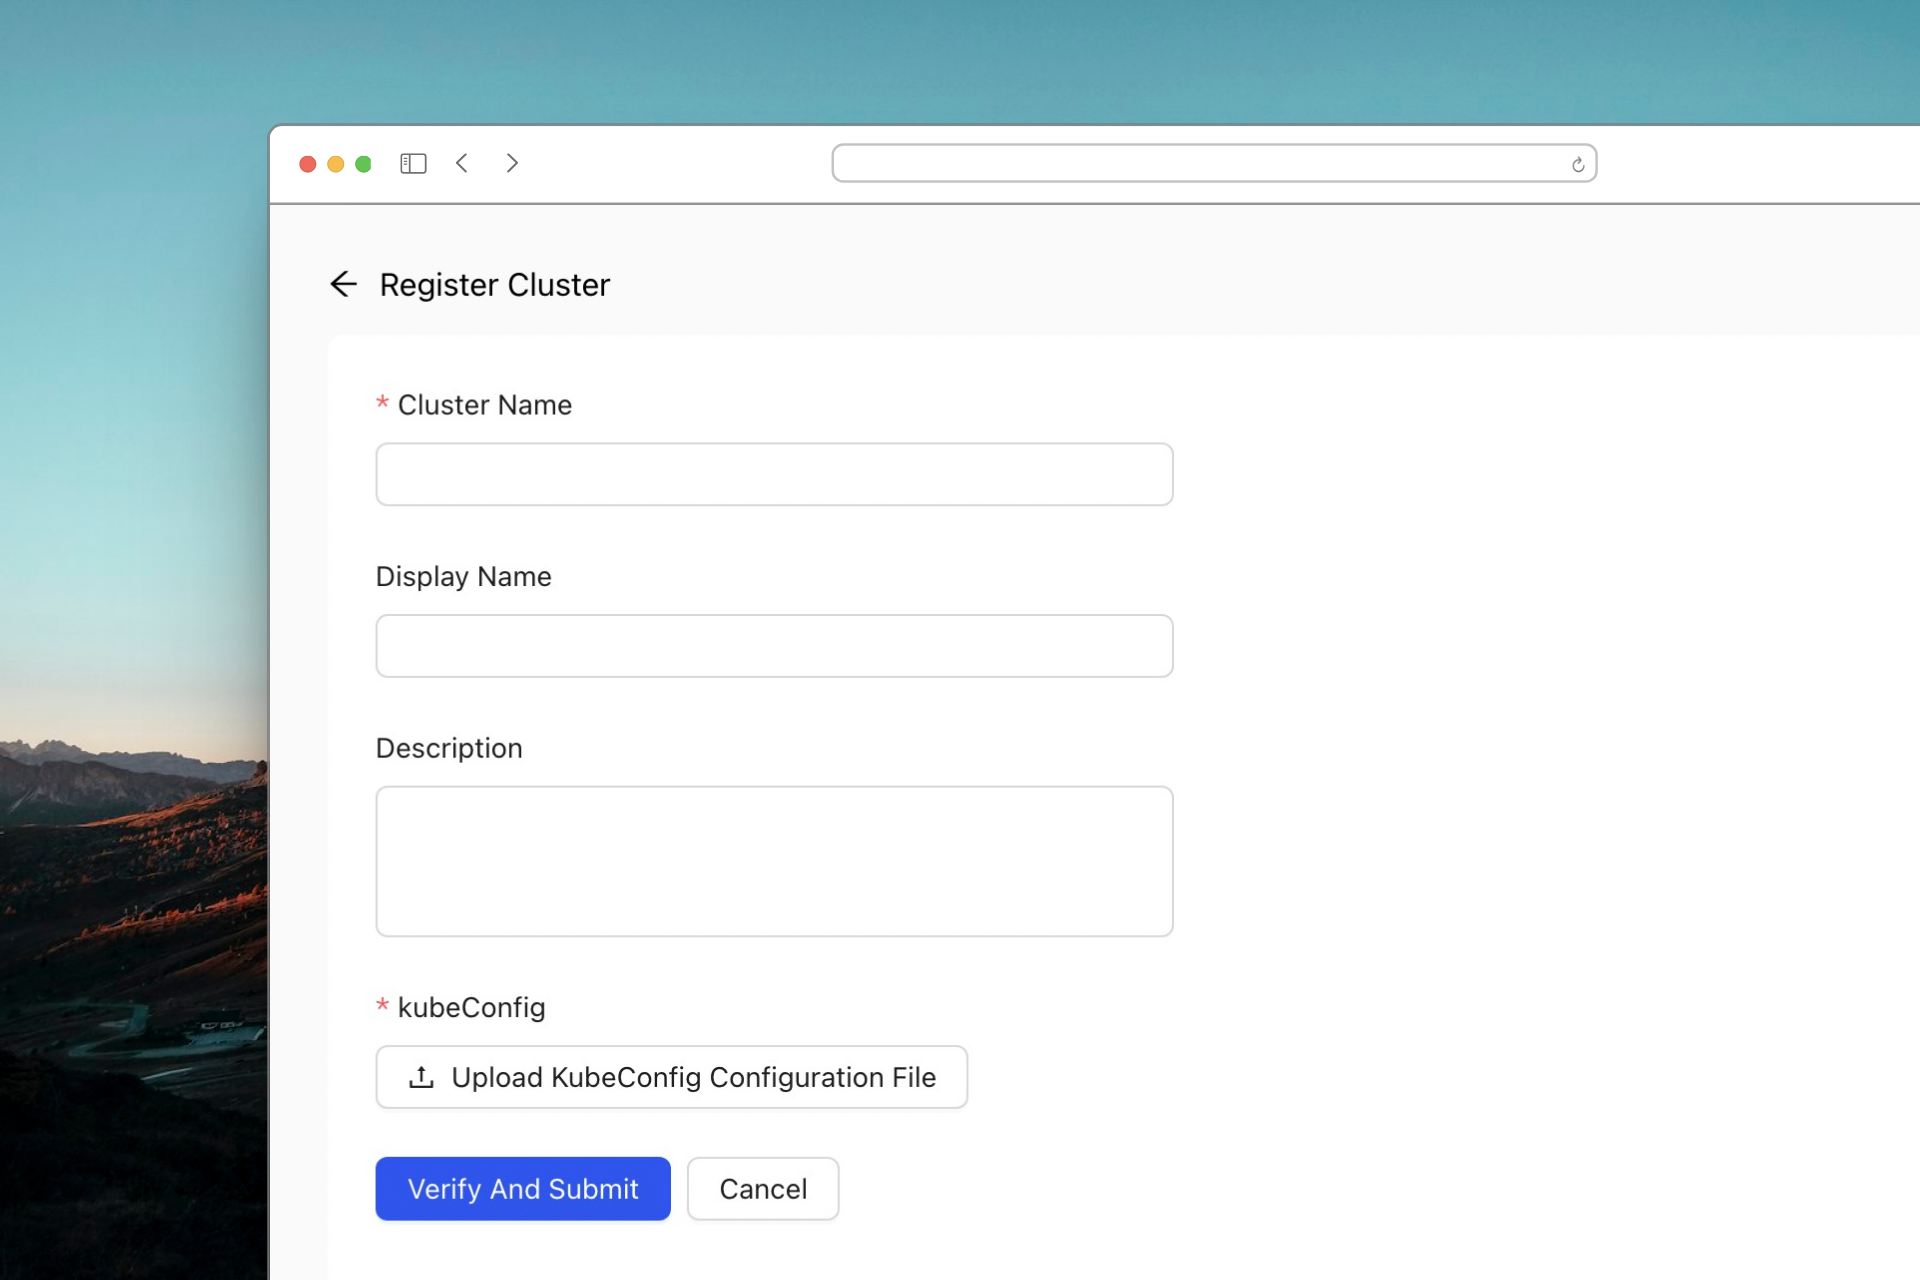 Register Cluster
* Cluster Name
Display Name
Description
* kubeConfig
Upload KubeConfig Configuration File
Verify And Submit
Cancel